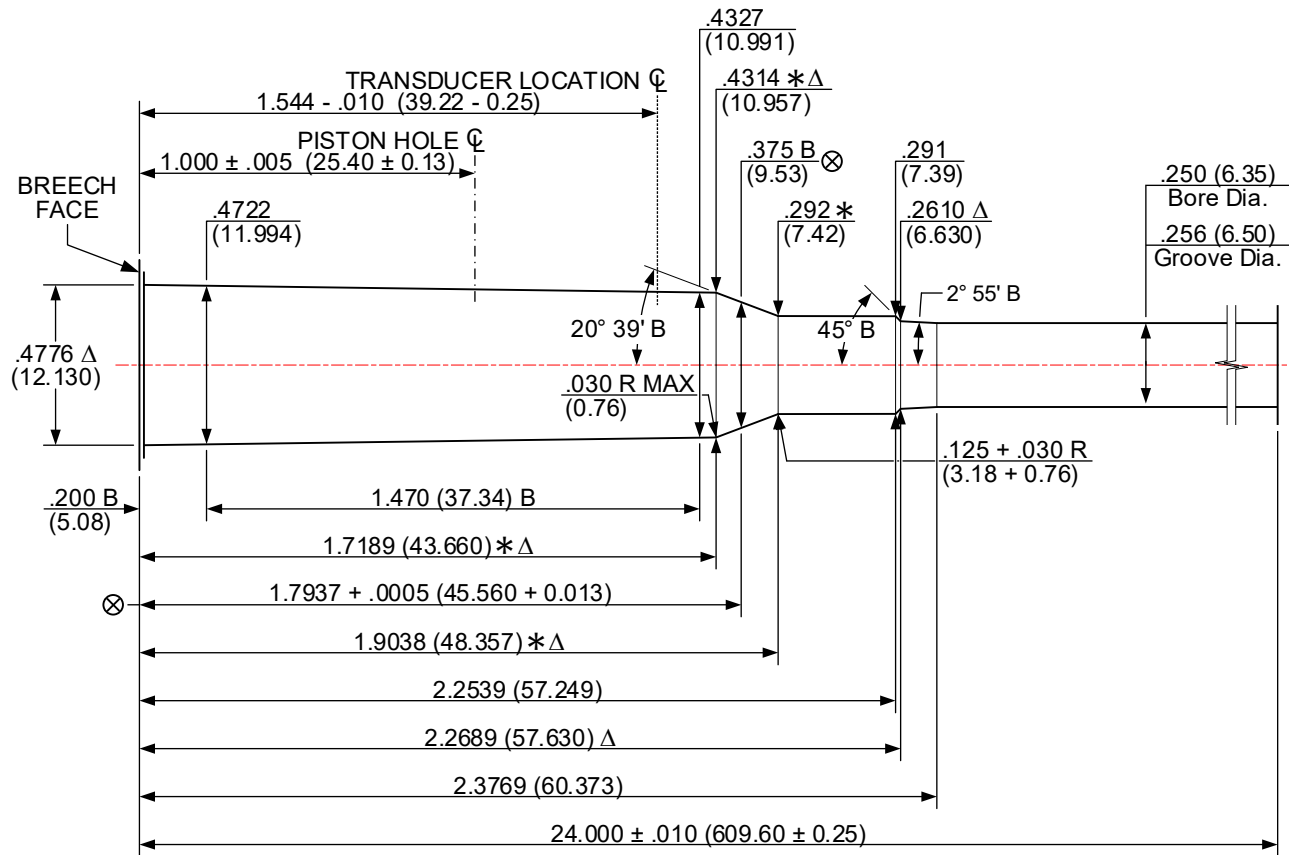 .4327
(10.991)
TRANSDUCER LOCATION ℄
1.544 - .010 (39.22 - 0.25)
.4314 ∗ Δ
(10.957)
PISTON HOLE ℄
1.000 ± .005 (25.40 ± 0.13)
.375 B ⊗
(9.53)
.291
(7.39)
BREECH
FACE
.4722
(11.994)
.292 ∗
(7.42)
.2610 Δ
(6.630)
.250 (6.35)
Bore Dia.
.256 (6.50)
Groove Dia.
20° 39' B
45° B
2° 55' B
.4776 Δ
(12.130)
.030 R MAX
(0.76)
.125 + .030 R
(3.18 + 0.76)
.200 B
(5.08)
1.470 (37.34) B
1.7189 (43.660) ∗ Δ
⊗ 1.7937 + .0005 (45.560 + 0.013)
1.9038 (48.357) ∗ Δ
2.2539 (57.249)
2.2689 (57.630) Δ
2.3769 (60.373)
24.000 ± .010 (609.60 ± 0.25)